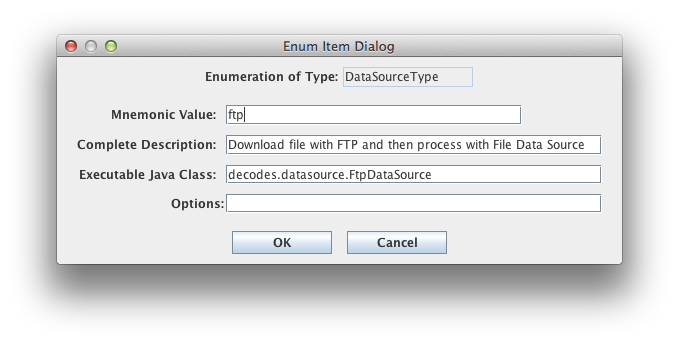 Enum Item Dialog
Enumeration of Type: DataSourceType
Mnemonic Value: ftp
Complete Description: Download file with FTP and then process with File Data Source
Executable Java Class: decodes.datasource.FtpDataSource
Options:
OK Cancel